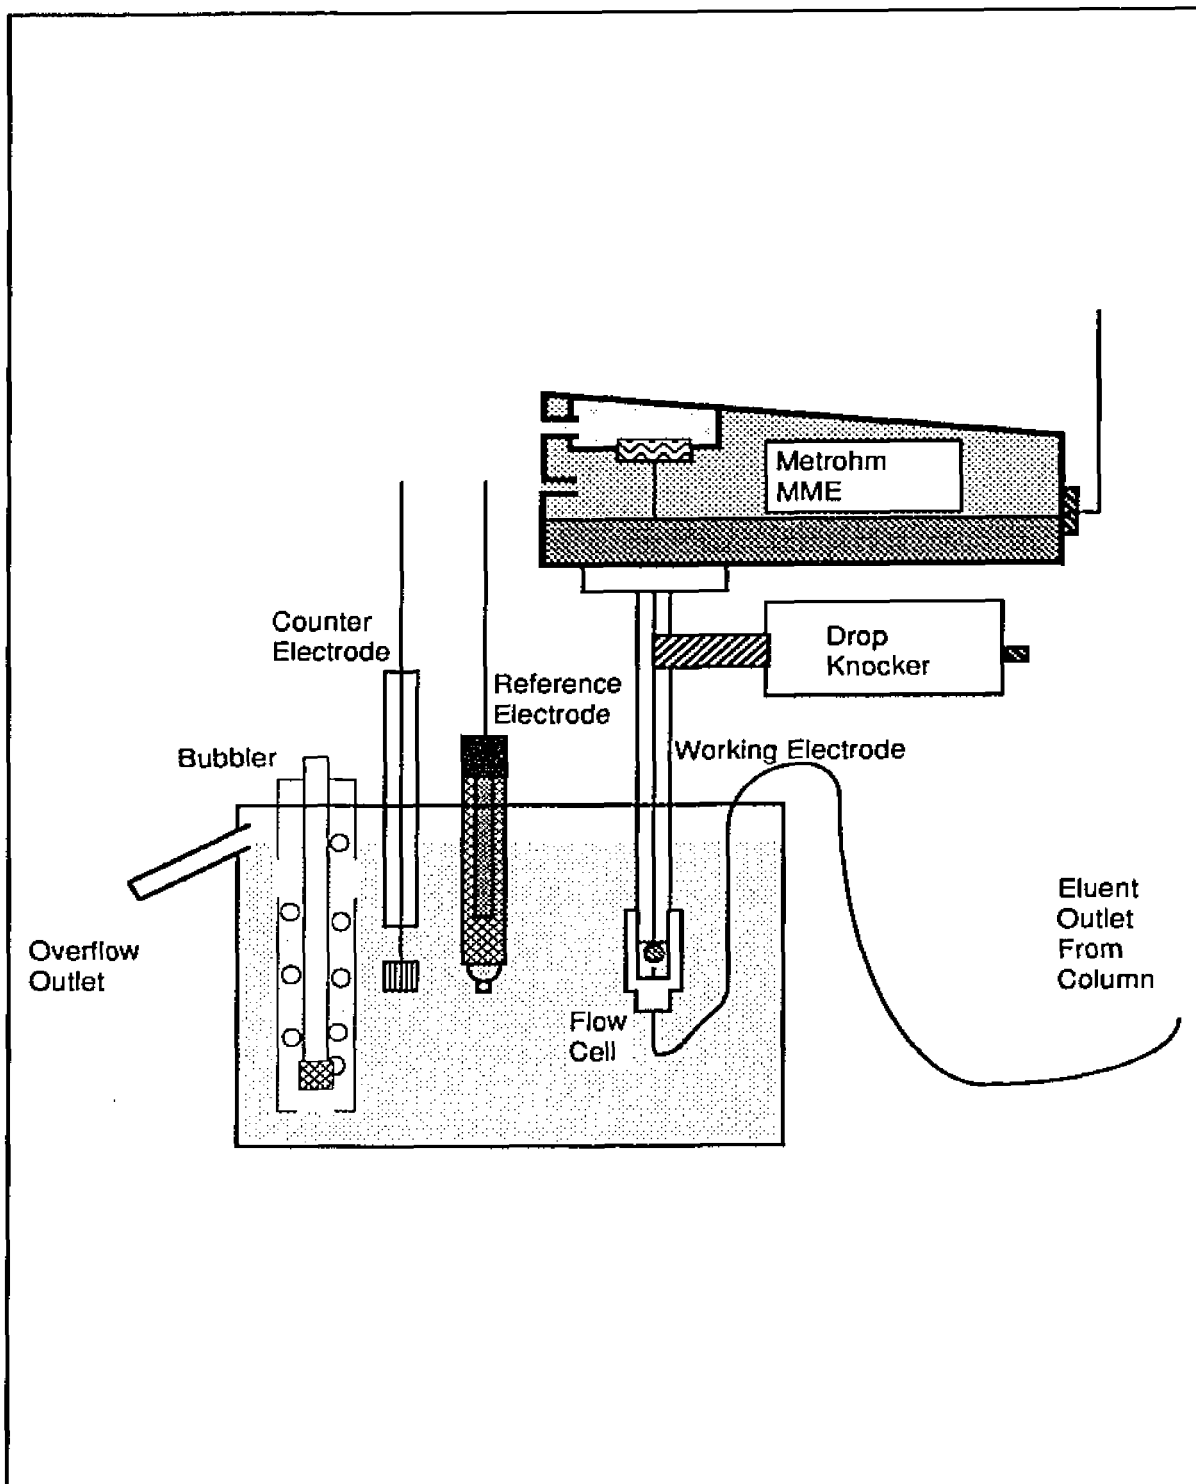 Metrohm
MME
Counter
Electrode
Drop
Knocker
Reference
Electrode
Bubbler
Working Electrode
Overflow
Outlet
Eluent
Outlet
From
Column
Flow
Cell